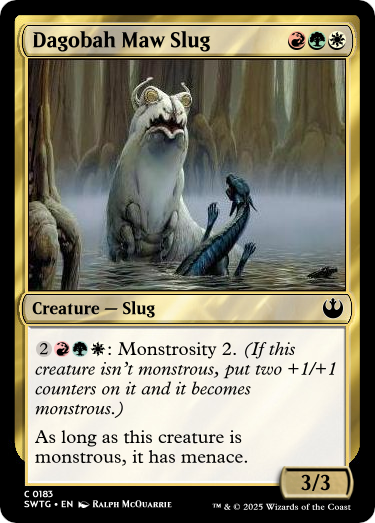 Dagobah Maw Slug
Creature — Slug
2: Monstrosity 2. (If this
creature isn't monstrous, put two +1/+1
counters on it and it becomes
monstrous.)
As long as this creature is
monstrous, it has menace.
3/3
C 0183
SWTG • EN Ralph McQuarrie
™ & © 2025 Wizards of the Coast